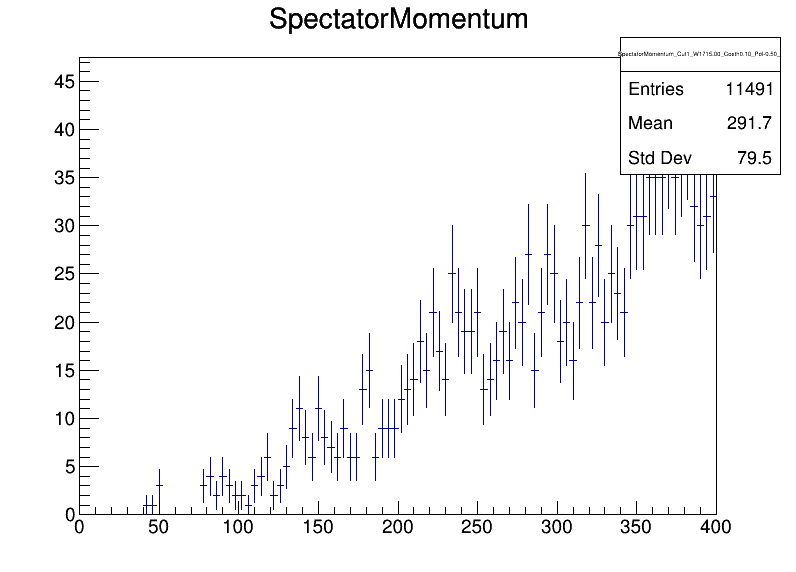 SpectatorMomentum
SpectatorMomentum_Cut1_W1715.00_Costh0.10_Pol-0.50_
Entries 11491
Mean 291.7
Std Dev 79.5
45
40
35
30
25
20
15
10
5
0
0 50 100 150 200 250 300 350 400